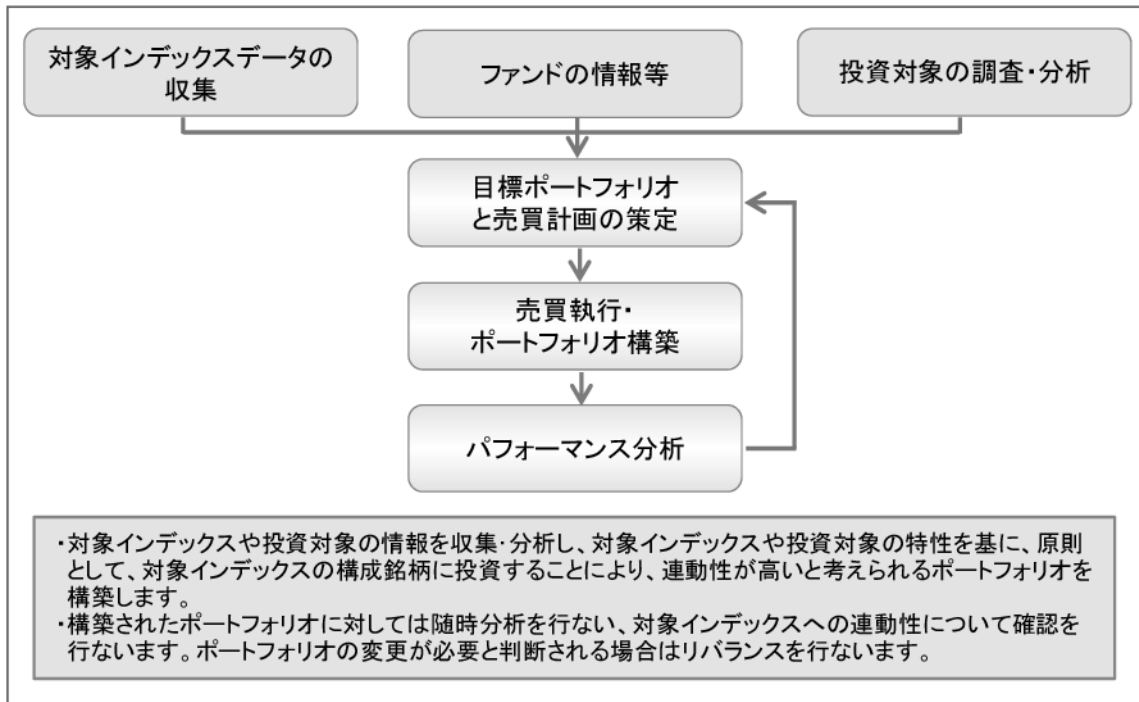 対象インデックスデータの
収集
ファンドの情報等
投資対象の調査・分析
目標ポートフォリオ
と売買計画の策定
売買執行・
ポートフォリオ構築
パフォーマンス分析
・対象インデックスや投資対象の情報を収集・分析し、対象インデックスや投資対象の特性を基に、原則
として、対象インデックスの構成銘柄に投資することにより、連動性が高いと考えられるポートフォリオを
構築します。
・構築されたポートフォリオに対しては随時分析を行ない、対象インデックスへの連動性について確認を
行ないます。ポートフォリオの変更が必要と判断される場合はリバランスを行ないます。